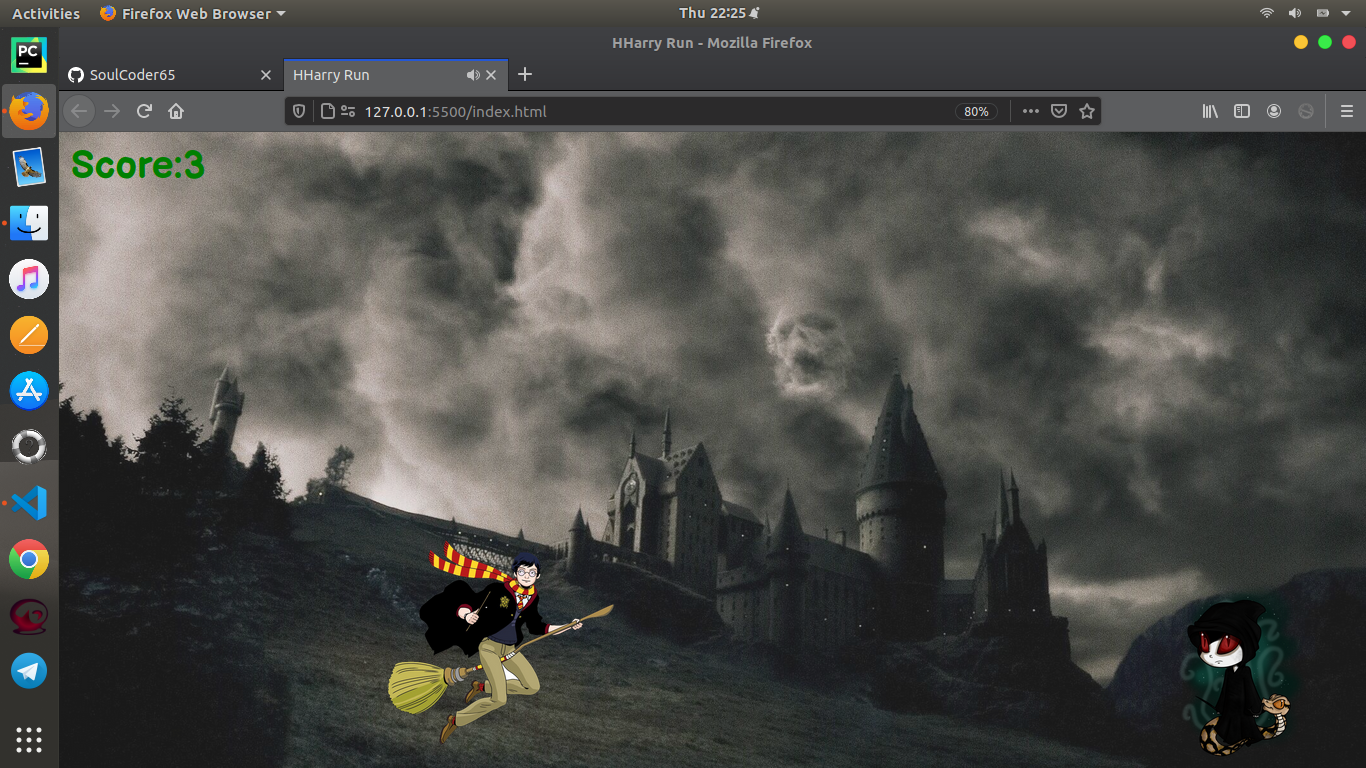 Activities Firefox Web Browser Thu 22:25
HHarry Run - Mozilla Firefox
SoulCoder65 HHarry Run
127.0.0.1:5500/index.html 80%
Score:3
PC